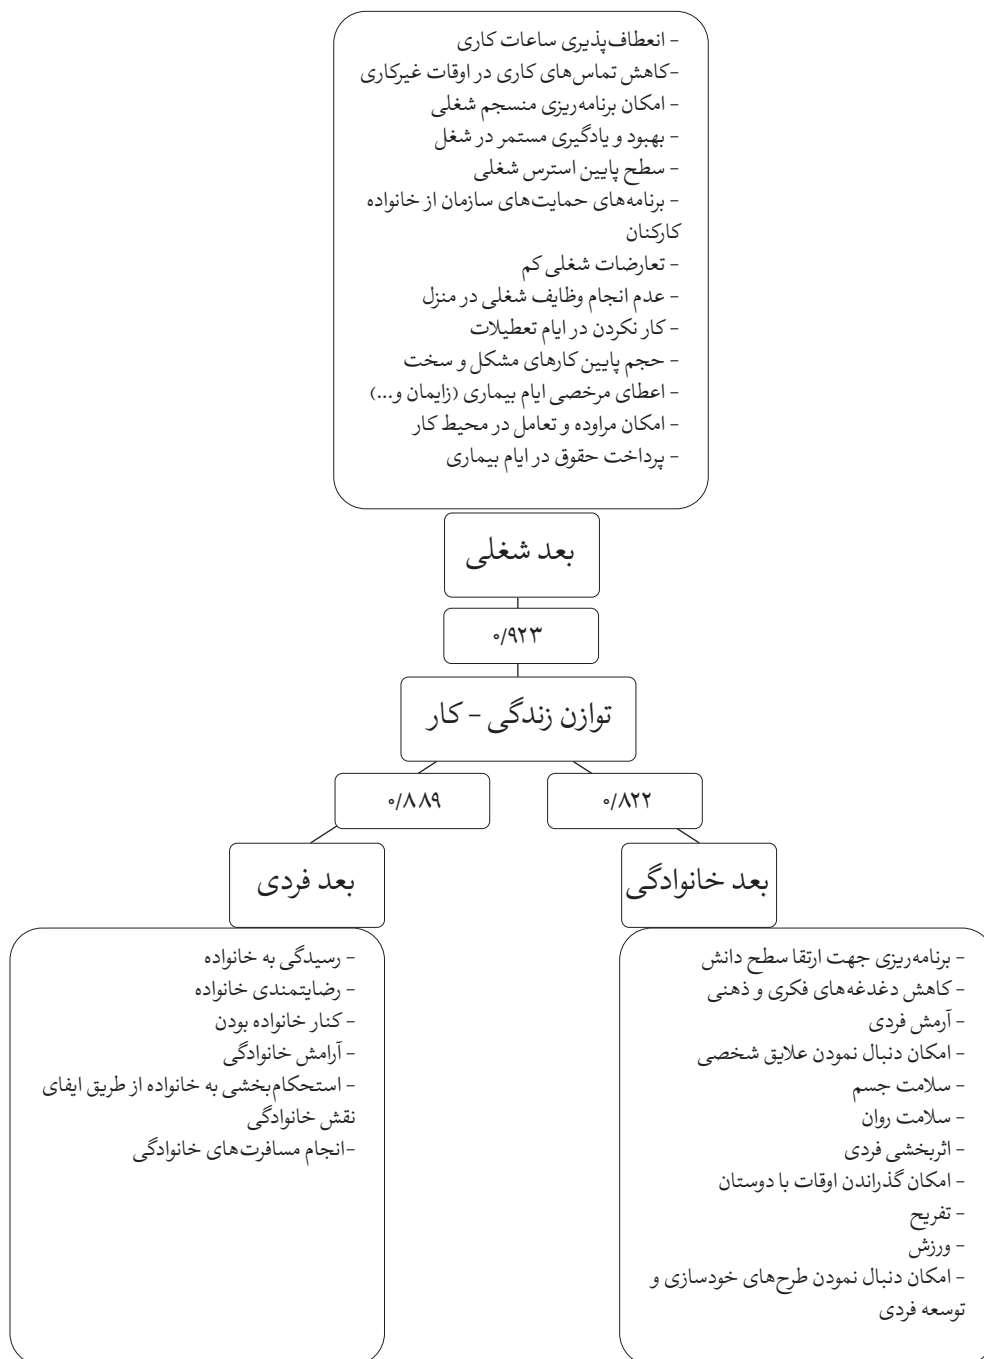 - انعطاف‌پذیری ساعات کاری
-کاهش تماس‌های کاری در اوقات غیرکاری
- امکان برنامه‌ریزی منسجم شغلی
- بهبود و یادگیری مستمر در شغل
- سطح پایین استرس شغلی
- برنامه‌های حمایت‌های سازمان از خانواده
کارکنان
- تعارضات شغلی کم
- عدم انجام وظایف شغلی در منزل
- کار نکردن در ایام تعطیلات
- حجم پایین کارهای مشکل و سخت
- اعطای مرخصی ایام بیماری (زایمان و...)
- امکان مراوده و تعامل در محیط کار
- پرداخت حقوق در ایام بیماری
بعد شغلی
۰/۹۲۳
توازن زندگی - کار
۰/۸۲۲
۰/۸۸۹
بعد خانوادگی
- برنامه‌ریزی جهت ارتقا سطح دانش
- کاهش دغدغه‌های فکری و ذهنی
- آرمش فردی
- امکان دنبال نمودن علایق شخصی
- سلامت جسم
- سلامت روان
- اثربخشی فردی
- امکان گذراندن اوقات با دوستان
- تفریح
- ورزش
- امکان دنبال نمودن طرح‌های خودسازی و
توسعه فردی
بعد فردی
- رسیدگی به خانواده
- رضایتمندی خانواده
- کنار خانواده بودن
- آرامش خانوادگی
- استحکام‌بخشی به خانواده از طریق ایفای
نقش خانوادگی
-انجام مسافرت‌های خانوادگی